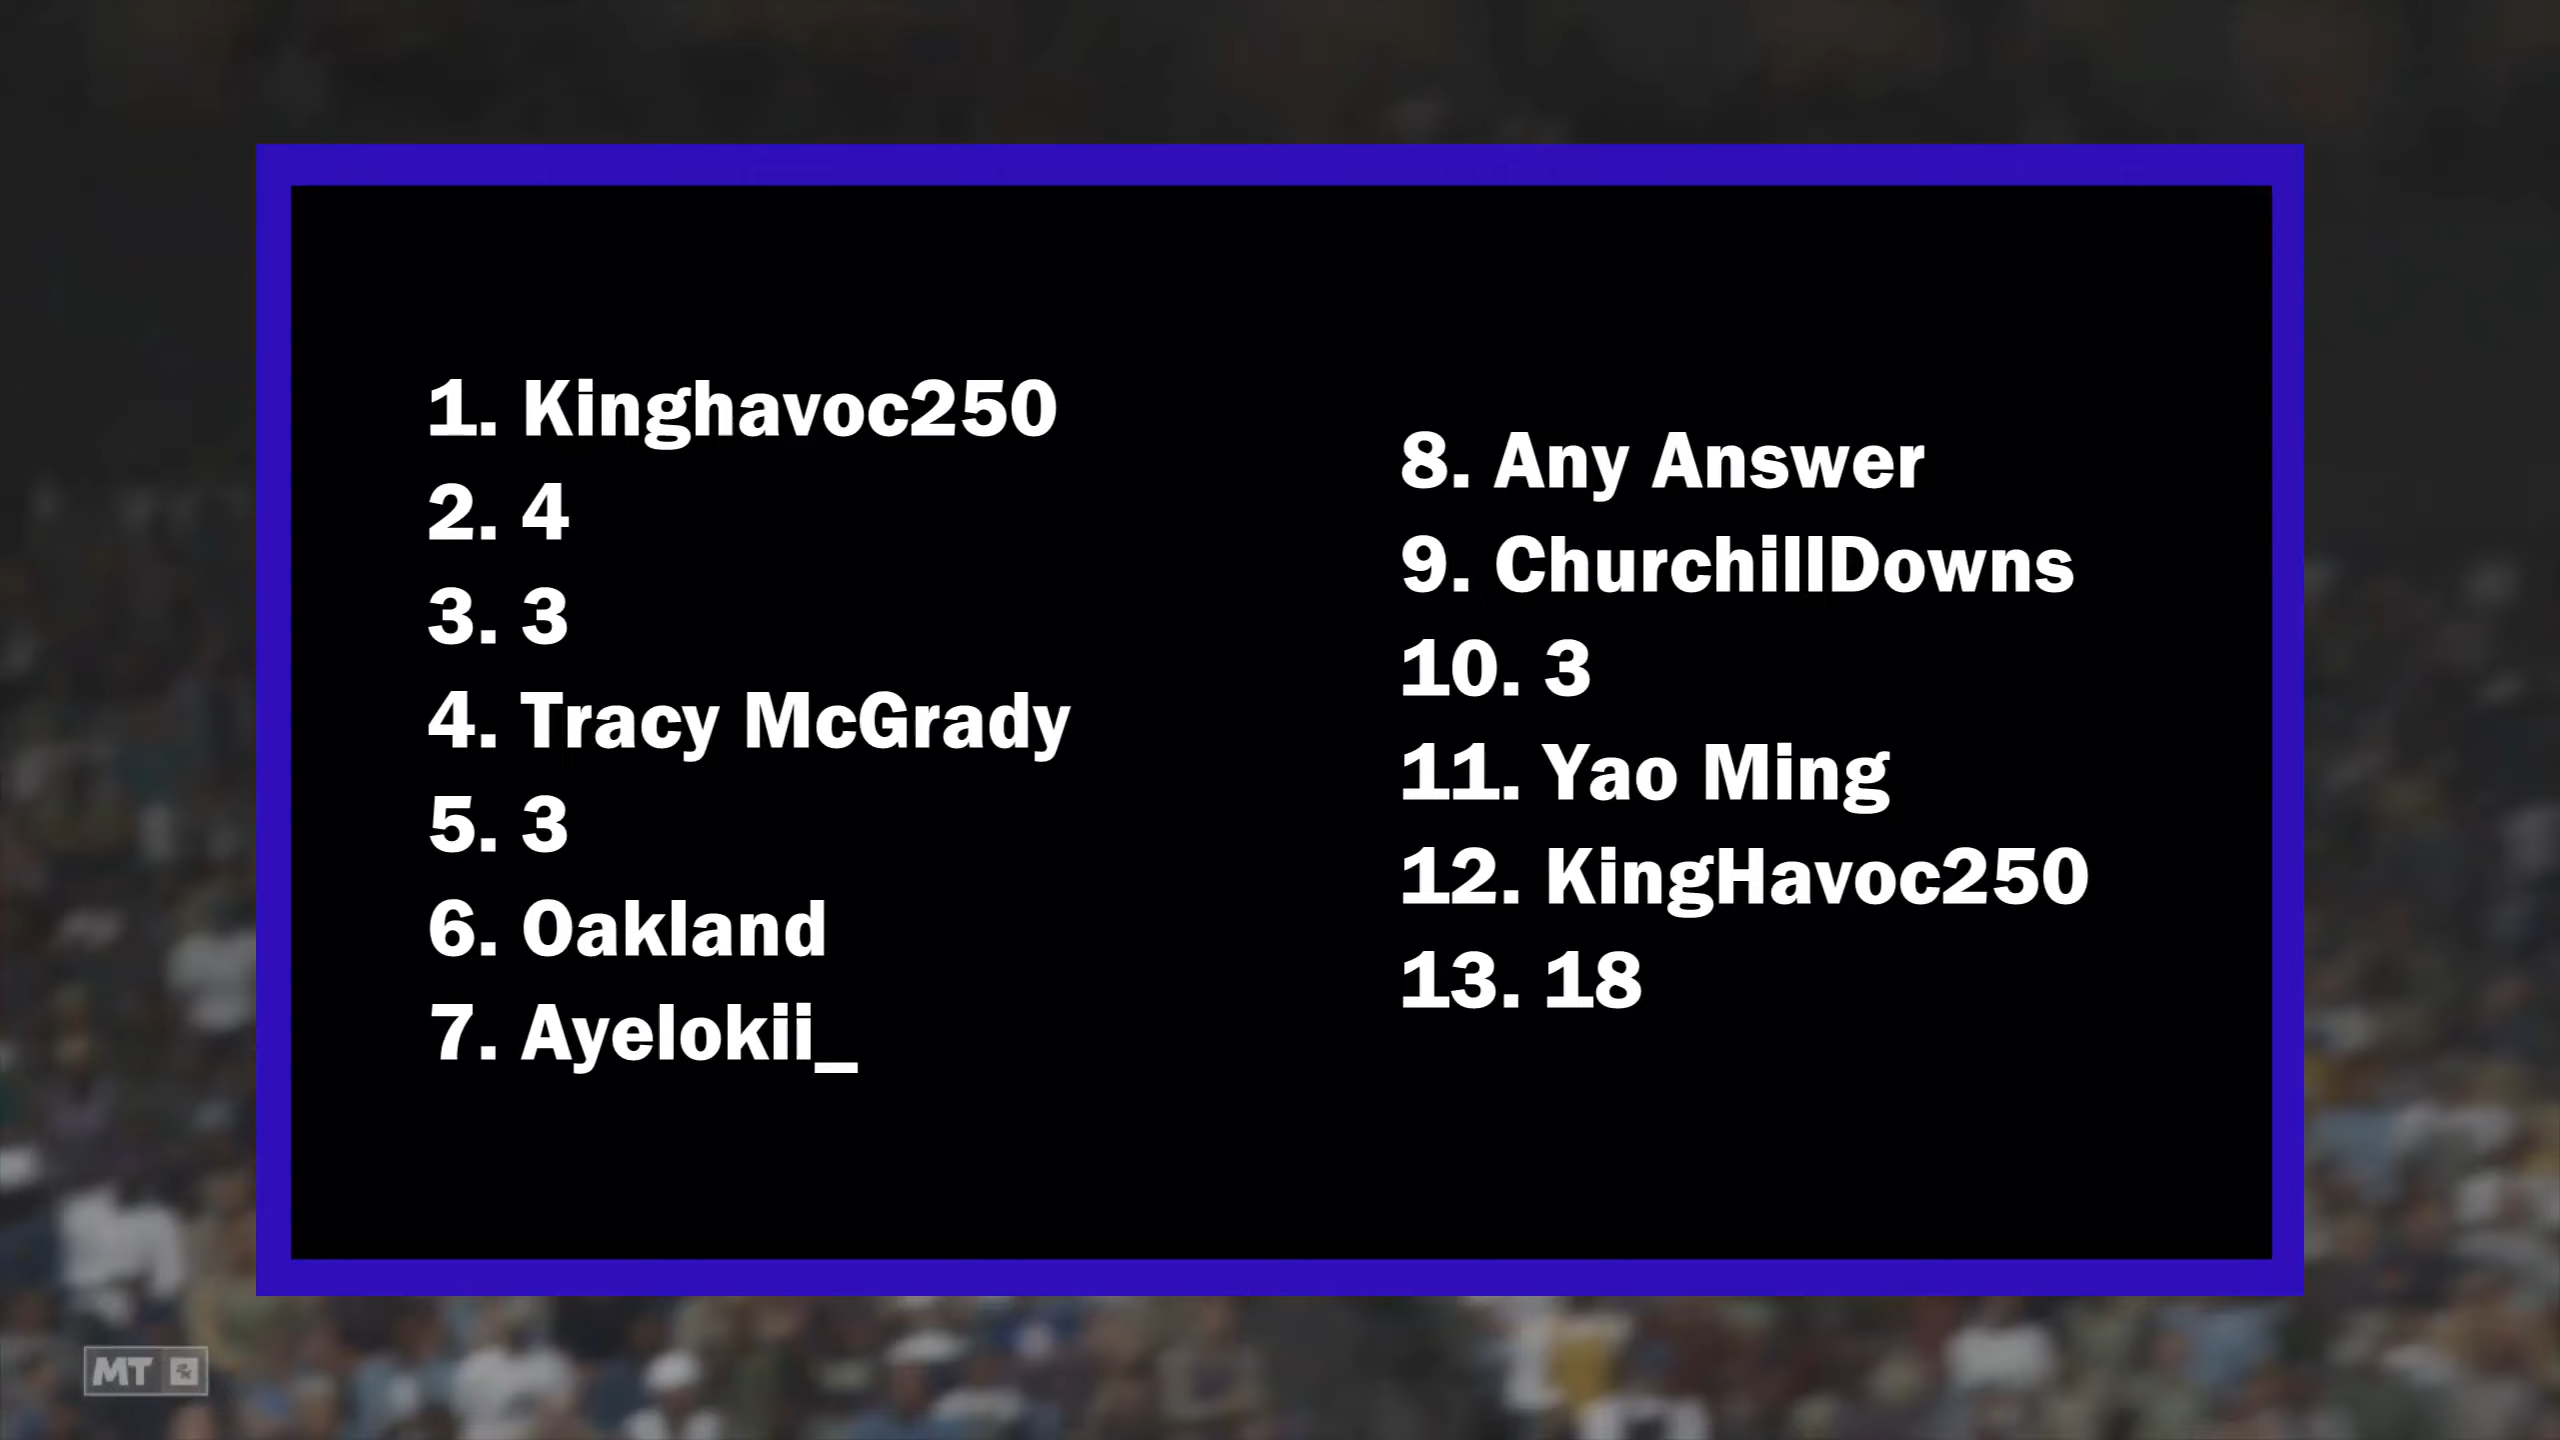 1. Kinghavoc250
2. 4
3. 3
4. Tracy McGrady
5. 3
6. Oakland
7. Ayelokii_
8. Any Answer
9. ChurchillDowns
10. 3
11. Yao Ming
12. KingHavoc250
13. 18
MT